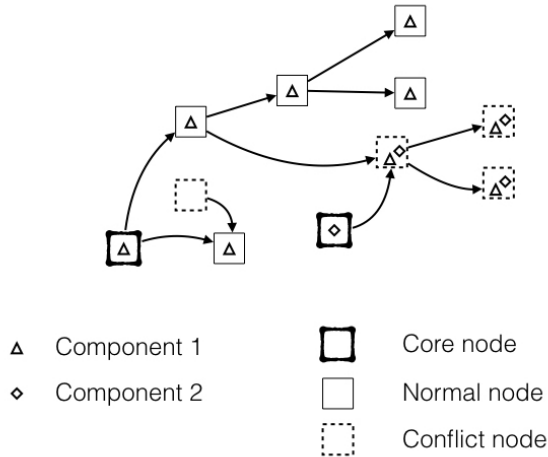 Component 1
Core node
Component 2
Normal node
Conflict node